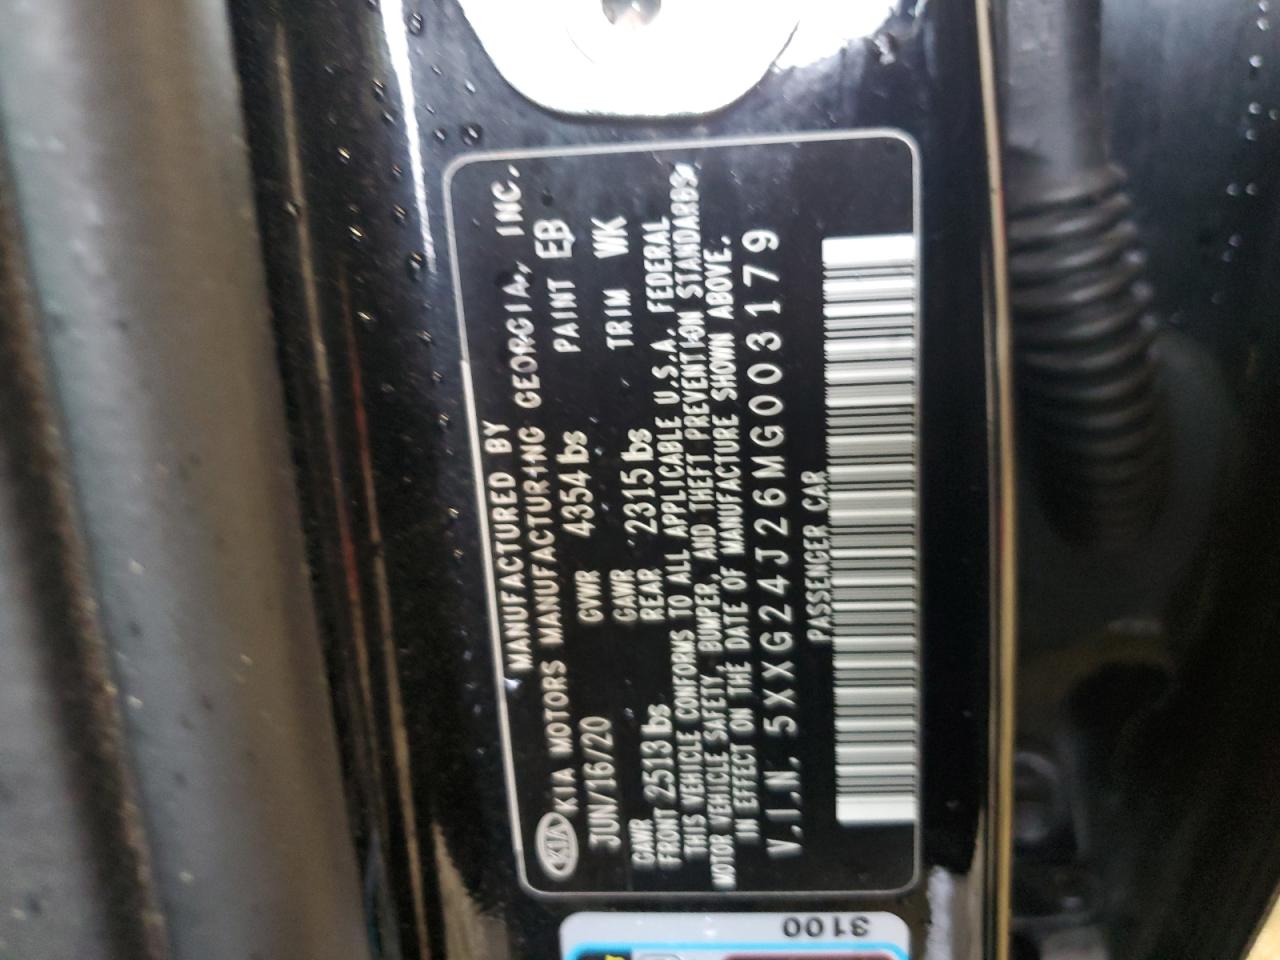 MANUFACTURED BY
KIA KIA MOTORS MANUFACTURING GEORGIA, INC.
JUN/16/20 GVWR 4354 lbs PAINT EB
GAWR FRONT 2513 lbs GAWR REAR 2315 lbs TRIM WK
THIS VEHICLE CONFORMS TO ALL APPLICABLE U.S.A. FEDERAL
MOTOR VEHICLE SAFETY, BUMPER, AND THEFT PREVENTION STANDARDS
IN EFFECT ON THE DATE OF MANUFACTURE SHOWN ABOVE.
V.I.N. 5XXG24J26MG003179
PASSENGER CAR
3100